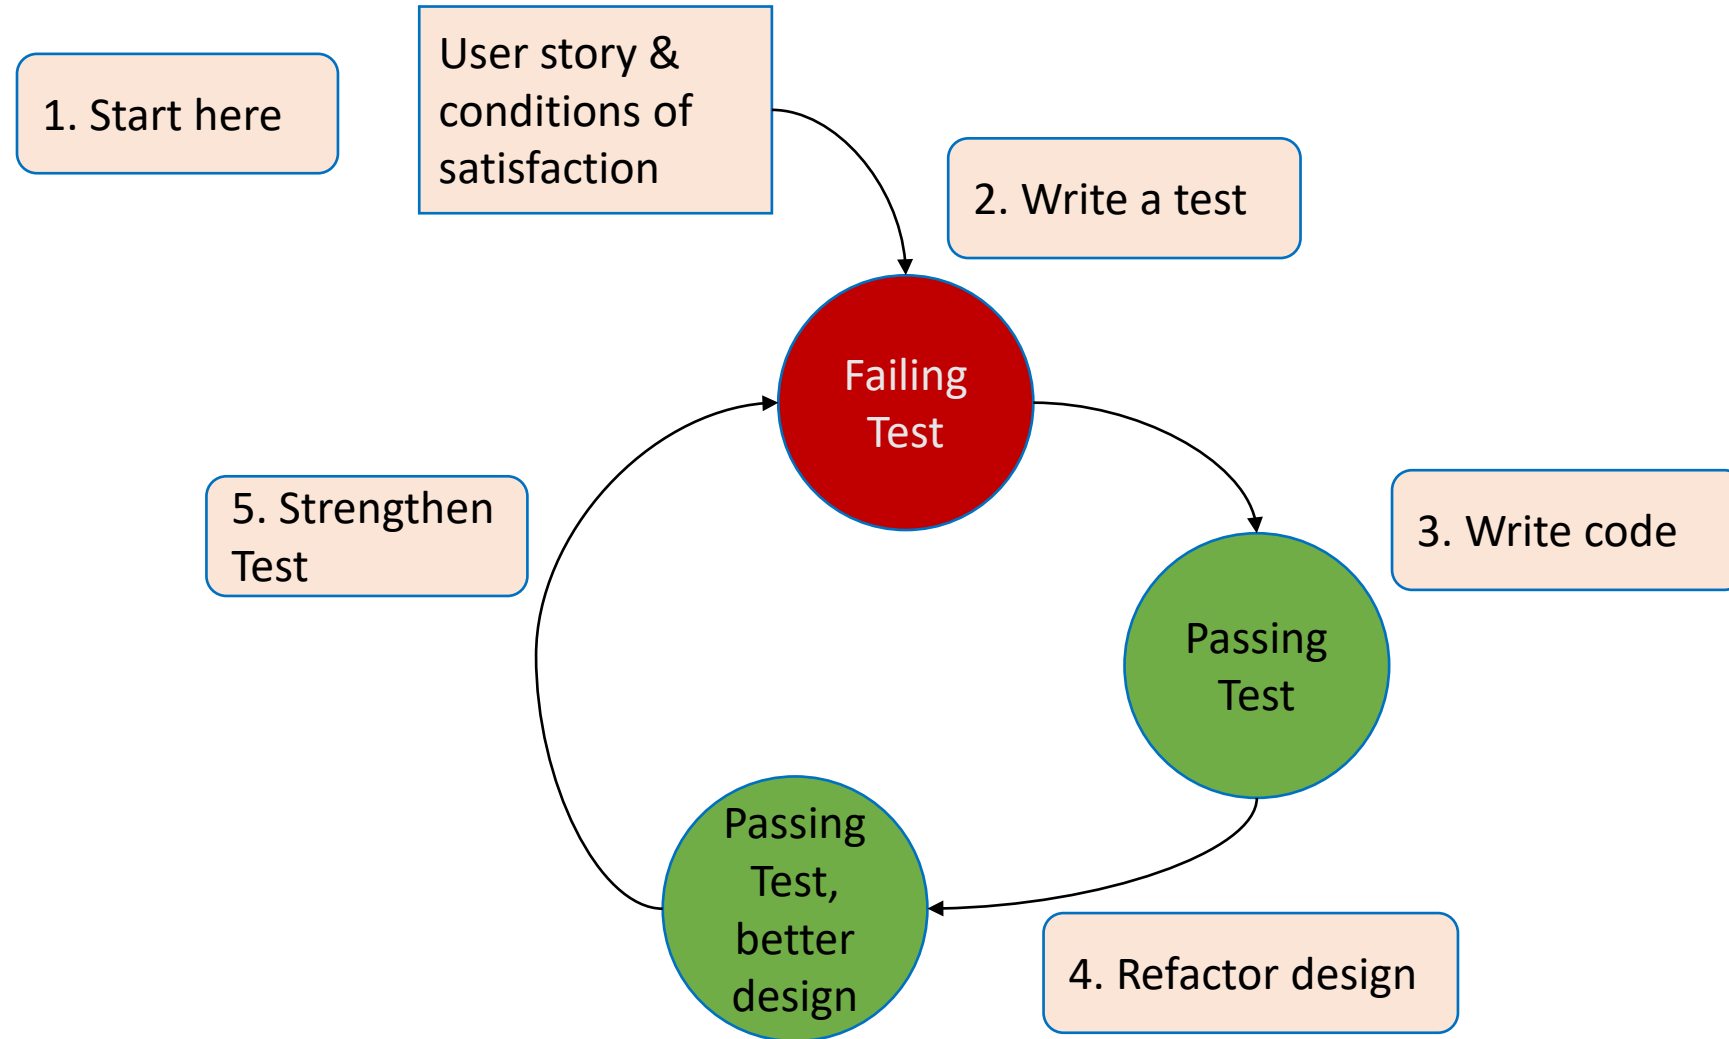 1. Start here
User story &
conditions of
satisfaction
2. Write a test
Failing
Test
5. Strengthen
Test
3. Write code
Passing
Test
Passing
Test,
better
design
4. Refactor design